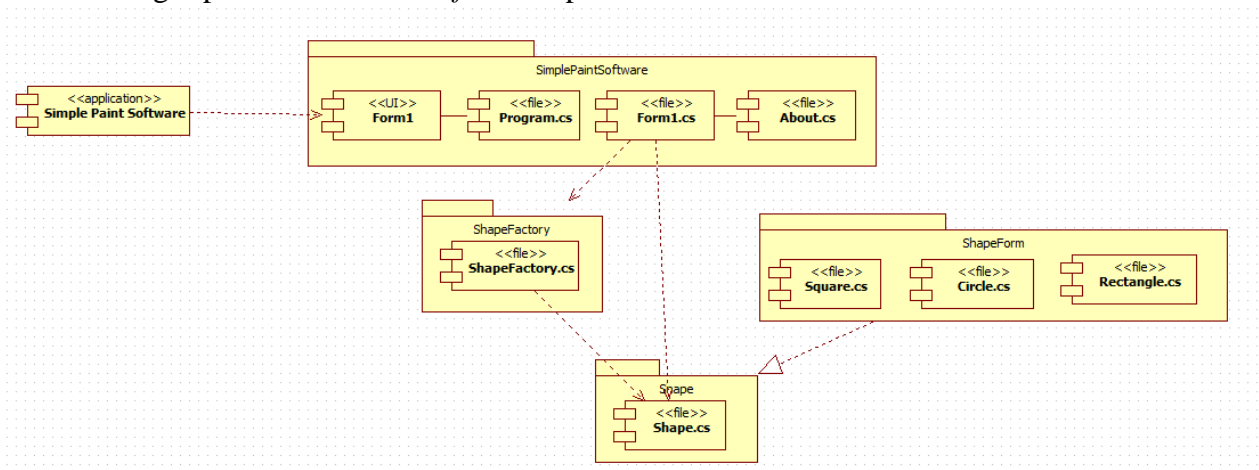 SimplePaintSoftware
<<application>>
Simple Paint Software
<<UI>>
Form1
<<file>>
Program.cs
<<file>>
Form1.cs
<<file>>
About.cs
ShapeFactory
<<file>>
ShapeFactory.cs
ShapeForm
<<file>>
Square.cs
<<file>>
Circle.cs
<<file>>
Rectangle.cs
Shape
<<file>>
Shape.cs